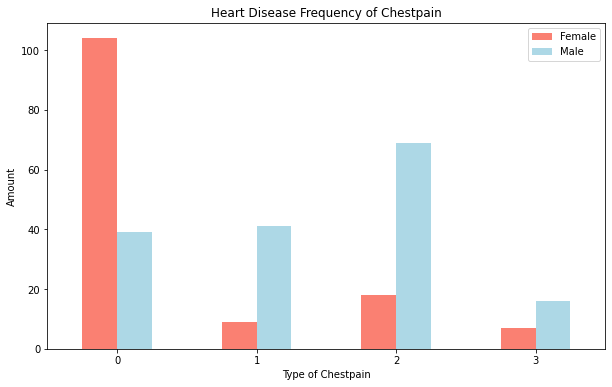 Heart Disease Frequency of Chestpain
Female
Male
100
80
60
40
20
0
Amount
0 1 2 3
Type of Chestpain